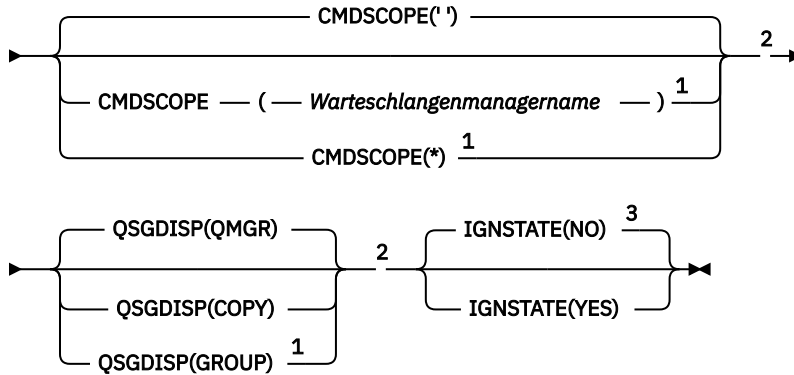 CMDSCOPE(' ')
2
CMDSCOPE ( Warteschlangenmanagername ) 1
CMDSCOPE(*) 1
QSGDISP(QMGR)
2
IGNSTATE(NO) 3
QSGDISP(COPY)
IGNSTATE(YES)
QSGDISP(GROUP) 1